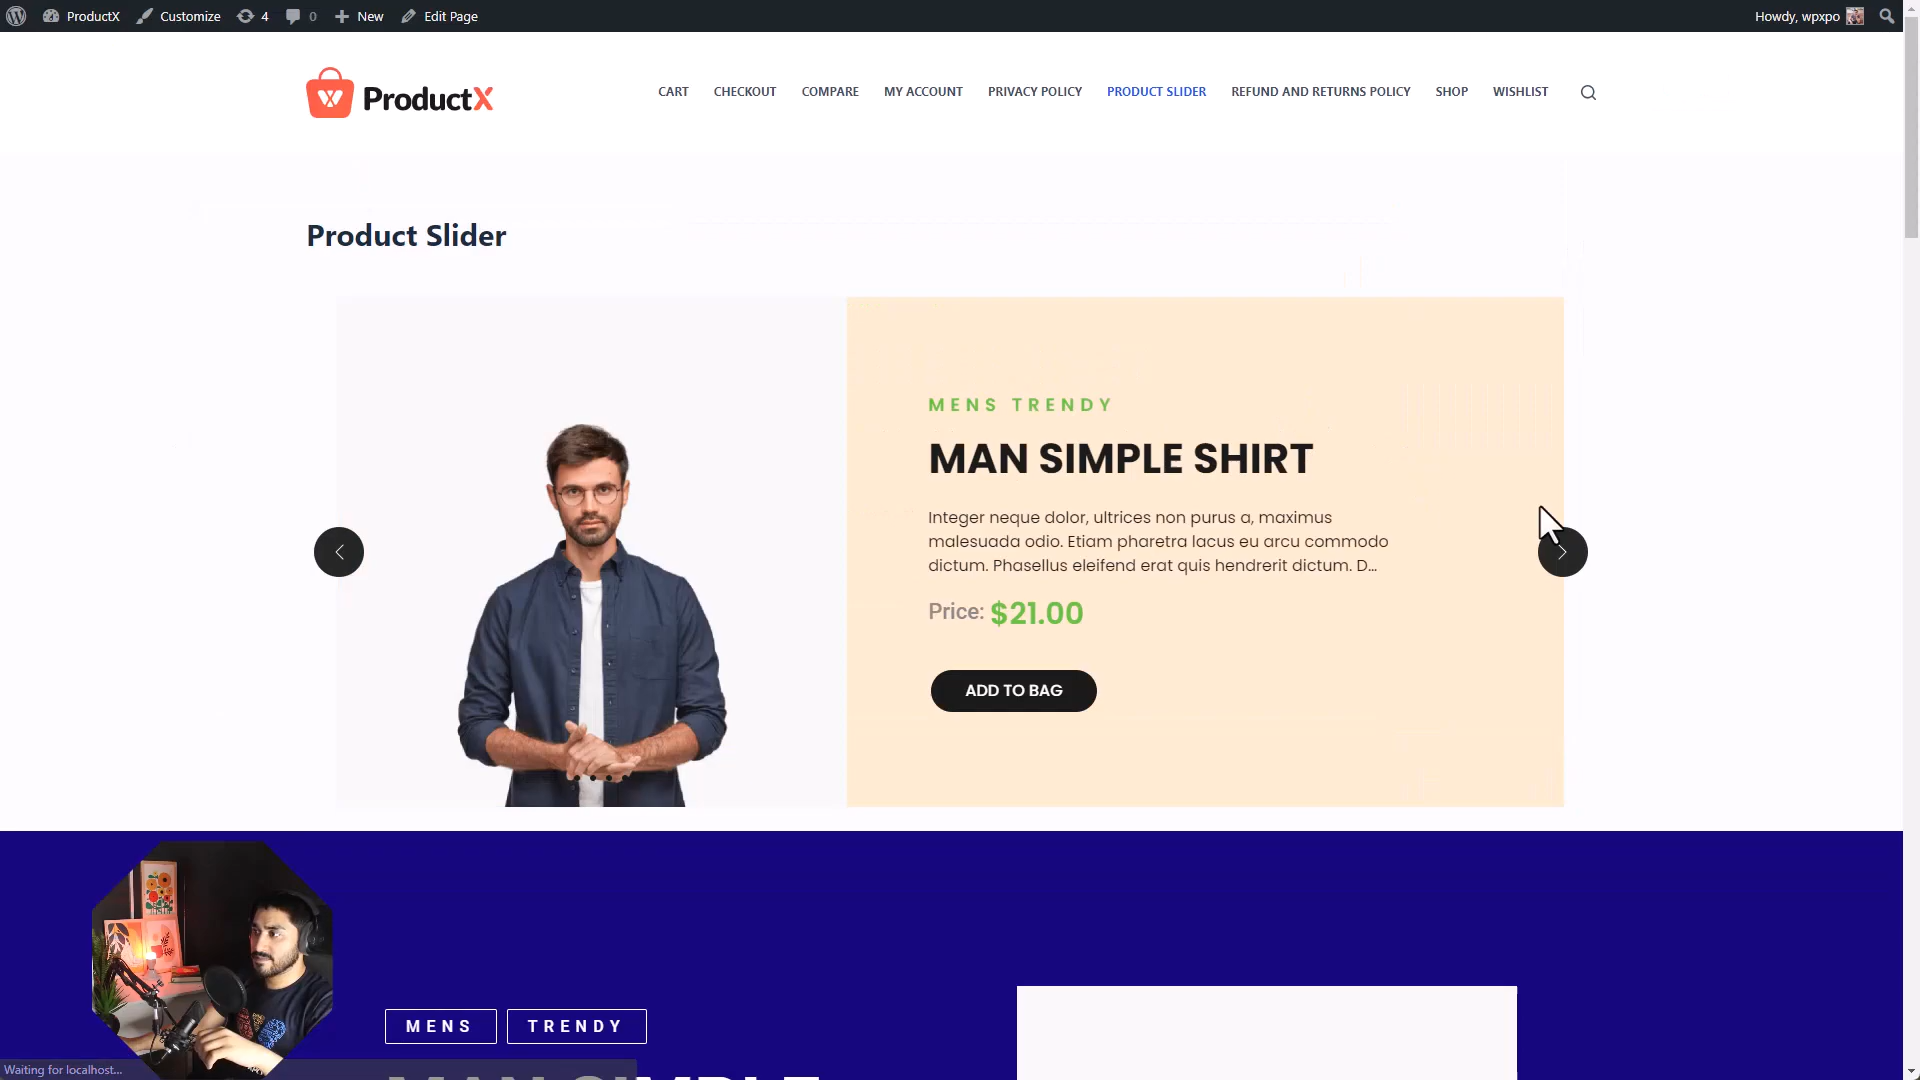 ProductX
4
0
New
Edit Page
Customize
Howdy, wpxpo
ProductX
CART
CHECKOUT
COMPARE
MY ACCOUNT
PRIVACY POLICY
PRODUCT SLIDER
REFUND AND RETURNS POLICY
SHOP
WISHLIST
Product Slider
MENS TRENDY
MAN SIMPLE SHIRT
Integer neque dolor, ultrices non purus a, maximus
malesuada odio. Etiam pharetra lacus eu arcu commodo
dictum. Phasellus eleifend erat quis hendrerit dictum. D...
Price: $21.00
ADD TO BAG
MENS
TRENDY
MAN SIMPLE
Waiting for localhost...